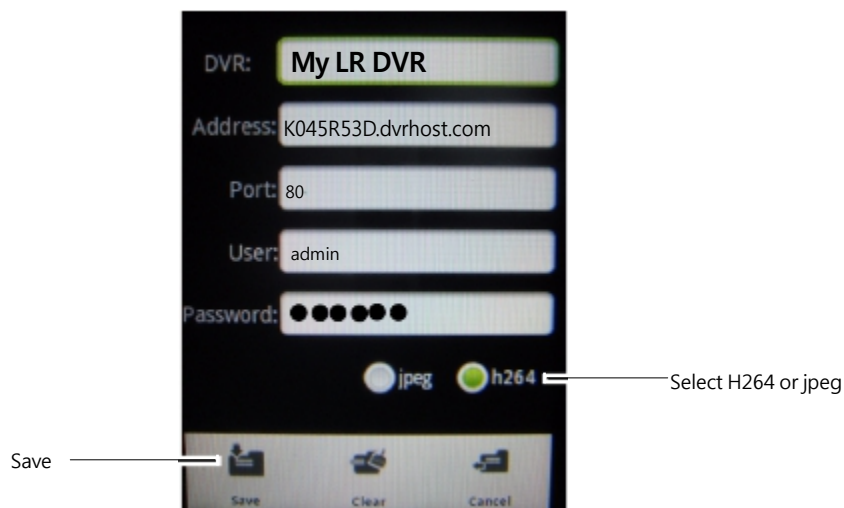 DVR: My LR DVR
Address: K045R53D.dvrhost.com
Port: 80
User: admin
Password: ●●●●●●
jpeg h264
Select H264 or jpeg
Save
Save Clear Cancel